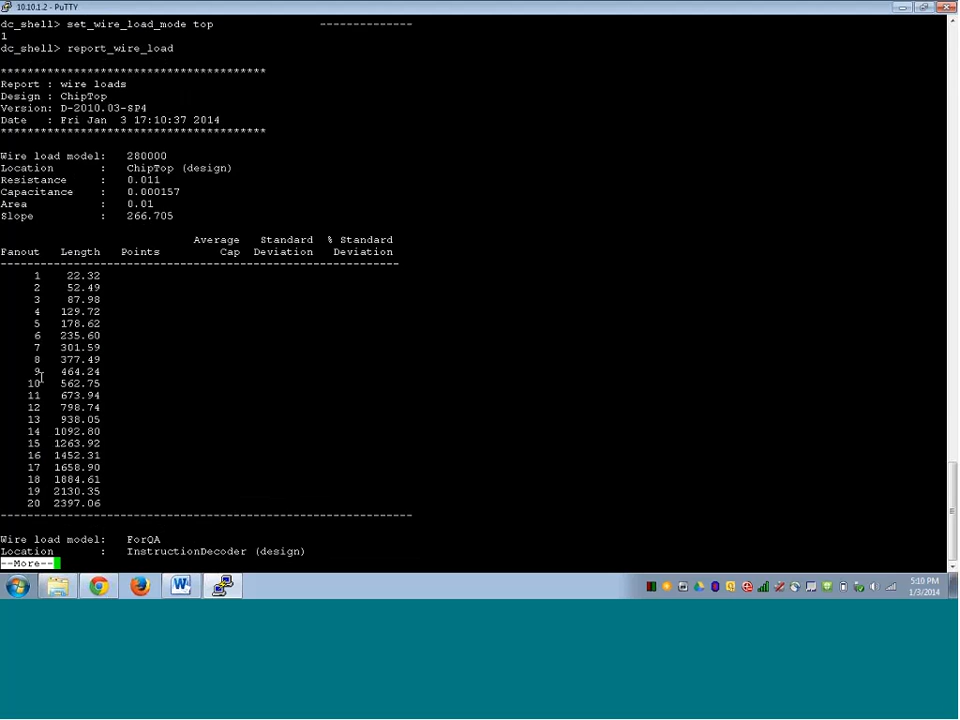 10.10.1.2 - PuTTY
dc_shell> set_wire_load_mode top --------------
1
dc_shell> report_wire_load
****************************************
Report : wire loads
Design : ChipTop
Version: D-2010.03-SP4
Date   : Fri Jan  3 17:10:37 2014
****************************************
Wire load model:   280000
Location       :   ChipTop (design)
Resistance     :   0.011
Capacitance    :   0.000157
Area           :   0.01
Slope          :   266.705
Average Standard % Standard
Fanout Length Points Cap Deviation Deviation
------------------------------------------------------------
1 22.32
2 52.49
3 87.98
4 129.72
5 178.62
6 235.60
7 301.59
8 377.49
9 464.24
10 562.75
11 673.94
12 798.74
13 938.05
14 1092.80
15 1263.92
16 1452.31
17 1658.90
18 1884.61
19 2130.35
20 2397.06
--------------------------------------------------------------
Wire load model:   ForQA
Location       :   InstructionDecoder (design)
--More--
5:10 PM
1/3/2014